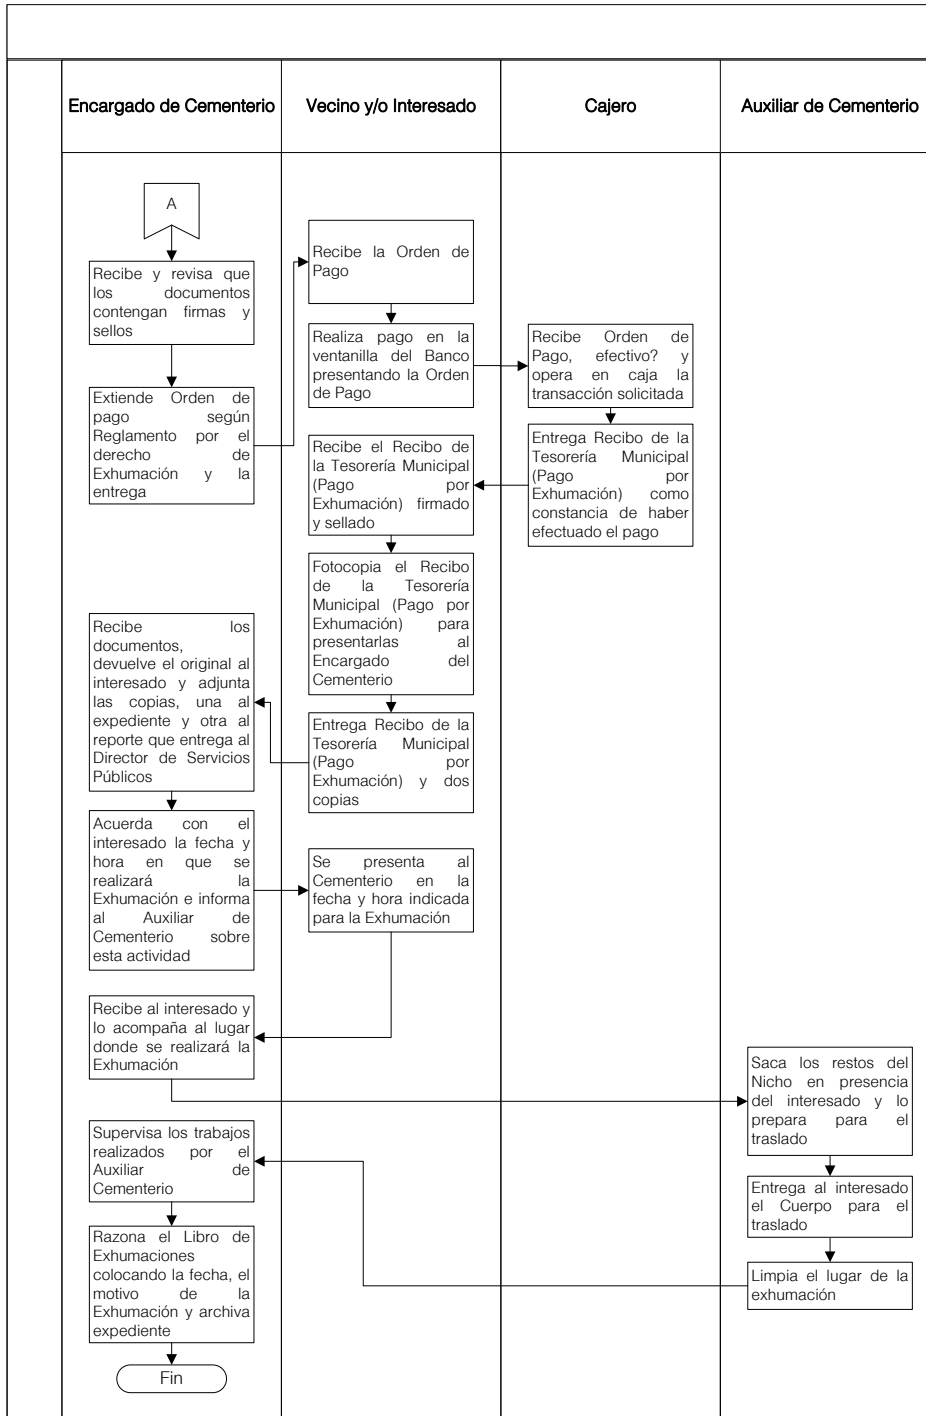 Encargado de Cementerio
Vecino y/o Interesado
Cajero
Auxiliar de Cementerio
A
Recibe y revisa que
los documentos
contengan firmas y
sellos
Extiende Orden de
pago según
Reglamento por el
derecho de
Exhumación y la
entrega
Recibe la Orden de
Pago
Realiza pago en la
ventanilla del Banco
presentando la Orden
de Pago
Recibe Orden de
Pago, efectivo? y
opera en caja la
transacción solicitada
Entrega Recibo de la
Tesorería Municipal
(Pago por
Exhumación) como
constancia de haber
efectuado el pago
Recibe el Recibo de
la Tesorería Municipal
(Pago por
Exhumación) firmado
y sellado
Fotocopia el Recibo
de la Tesorería
Municipal (Pago por
Exhumación) para
presentarlas al
Encargado del
Cementerio
Entrega Recibo de la
Tesorería Municipal
(Pago por
Exhumación) y dos
copias
Recibe los
documentos,
devuelve el original al
interesado y adjunta
las copias, una al
expediente y otra al
reporte que entrega al
Director de Servicios
Públicos
Acuerda con el
interesado la fecha y
hora en que se
realizará la
Exhumación e informa
al Auxiliar de
Cementerio sobre
esta actividad
Se presenta al
Cementerio en la
fecha y hora indicada
para la Exhumación
Recibe al interesado y
lo acompaña al lugar
donde se realizará la
Exhumación
Saca los restos del
Nicho en presencia
del interesado y lo
prepara para el
traslado
Entrega al interesado
el Cuerpo para el
traslado
Limpia el lugar de la
exhumación
Supervisa los trabajos
realizados por el
Auxiliar de
Cementerio
Razona el Libro de
Exhumaciones
colocando la fecha, el
motivo de la
Exhumación y archiva
expediente
Fin